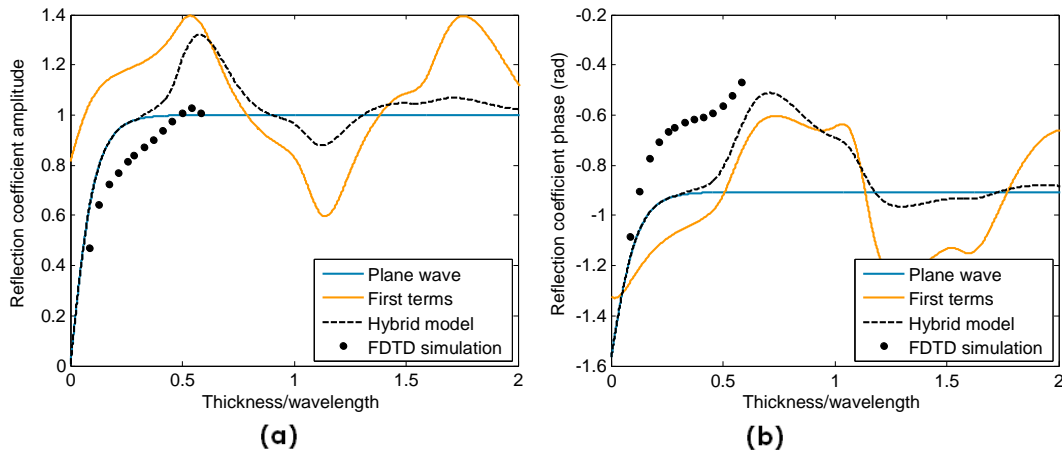 Reflection coefficient amplitude
1.4
1.2
1
0.8
0.6
0.4
0.2
0
0
0.5
1
1.5
2
Thickness/wavelength
Plane wave
First terms
Hybrid model
FDTD simulation
(a)
Reflection coefficient phase (rad)
-0.2
-0.4
-0.6
-0.8
-1
-1.2
-1.4
-1.6
0
0.5
1
1.5
2
Thickness/wavelength
Plane wave
First terms
Hybrid model
FDTD simulation
(b)